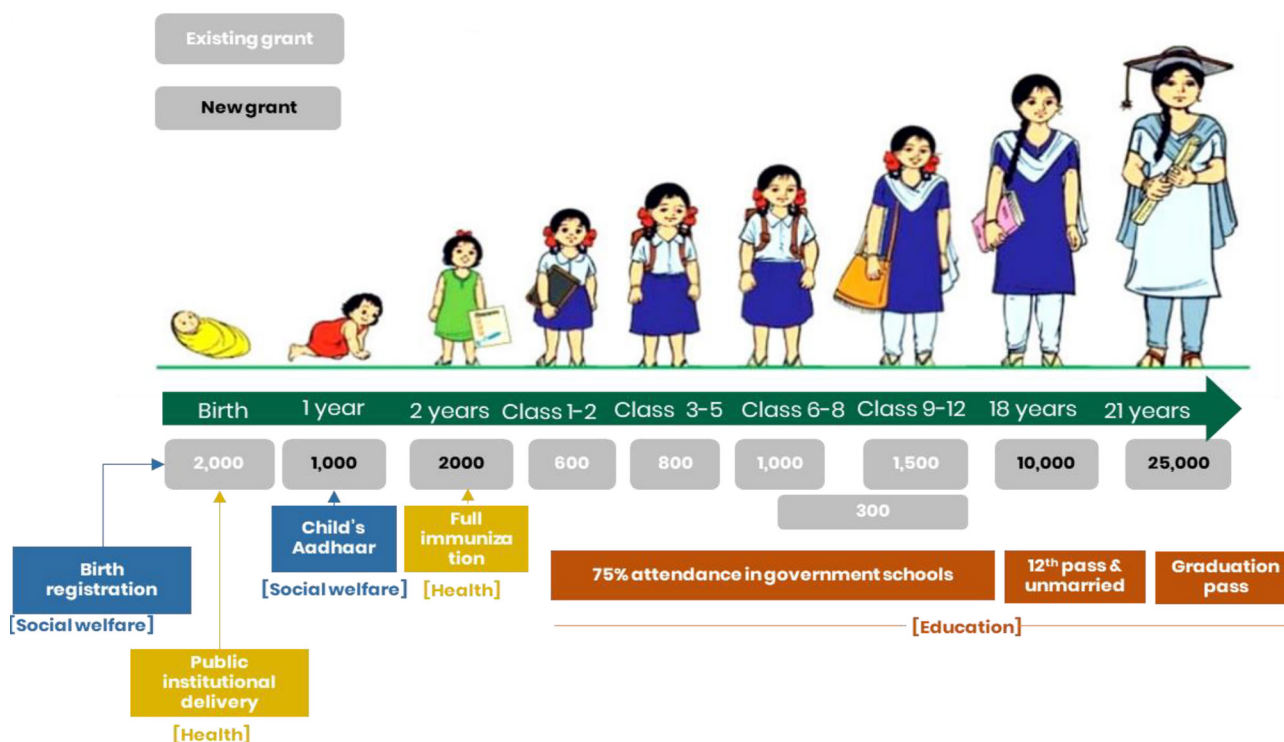 Existing grant
New grant
Birth
1 year
2 years
Class 1-2
Class 3-5
Class 6-8
Class 9-12
18 years
21 years
2,000
1,000
2000
600
800
1,000
1,500
10,000
25,000
300
Birth
registration
[Social welfare]
Public
institutional
delivery
[Health]
Child's
Aadhaar
[Social welfare]
Full
immuniza
tion
[Health]
75% attendance in government schools
12th pass &
unmarried
Graduation
pass
[Education]